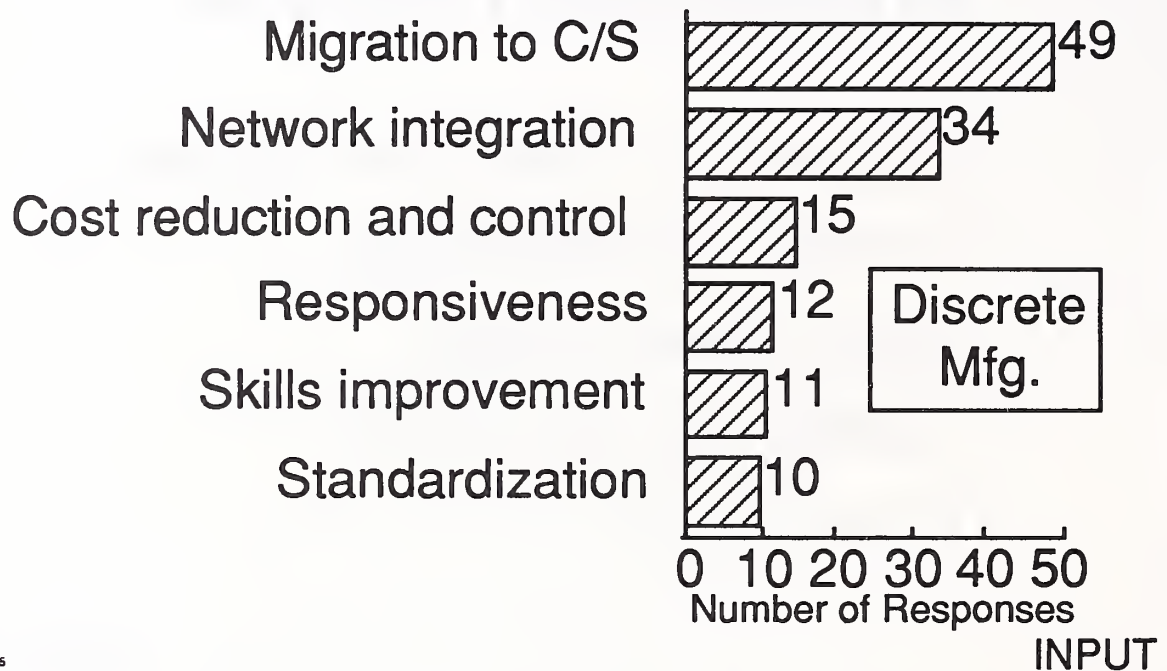 Migration to C/S 49
Network integration 34
Cost reduction and control 15
Responsiveness 12
Skills improvement 11
Standardization 10
Discrete
Mfg.
0 10 20 30 40 50
Number of Responses
INPUT